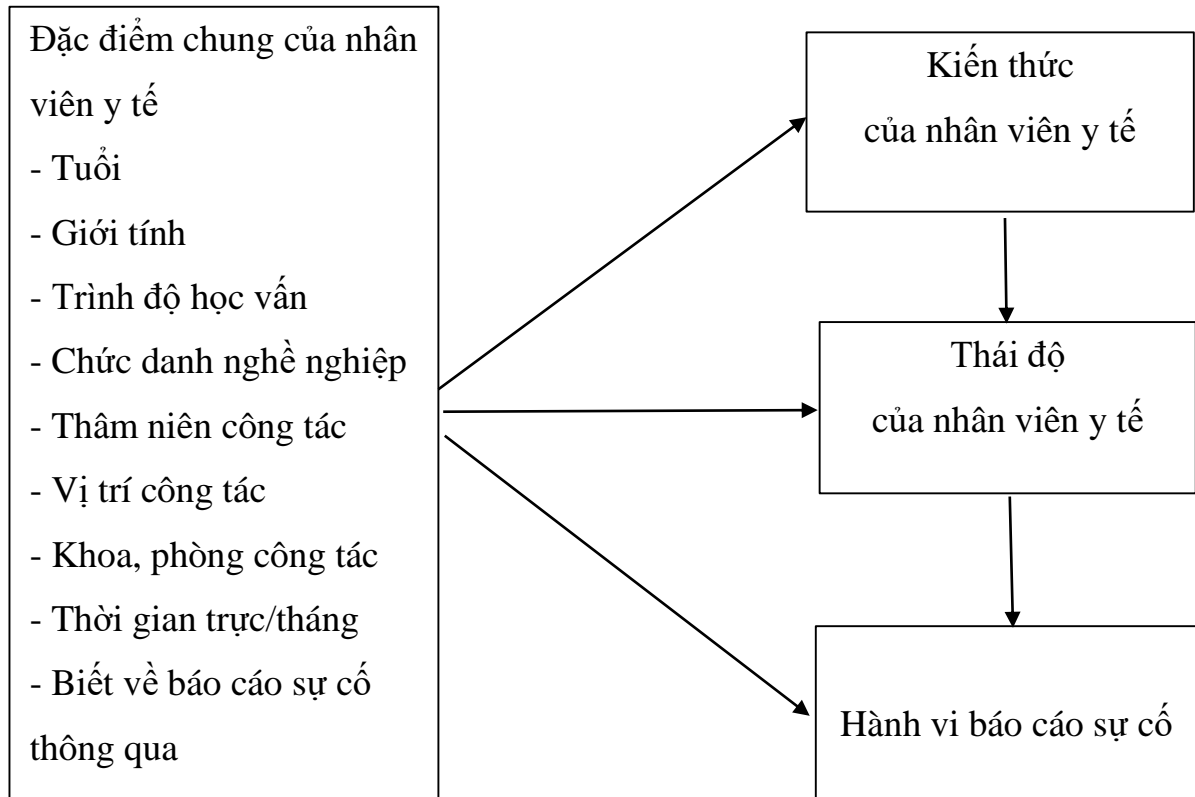 Đặc điểm chung của nhân
viên y tế
- Tuổi
- Giới tính
- Trình độ học vấn
- Chức danh nghề nghiệp
- Thâm niên công tác
- Vị trí công tác
- Khoa, phòng công tác
- Thời gian trực/tháng
- Biết về báo cáo sự cố
thông qua
Kiến thức
của nhân viên y tế
Thái độ
của nhân viên y tế
Hành vi báo cáo sự cố